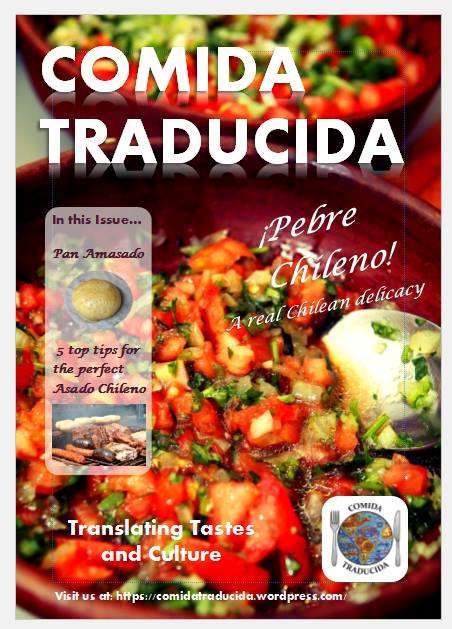 COMIDA
TRADUCIDA
In this Issue...
Pan Amasado
5 top tips for
the perfect
Asado Chileno
¡Pebre
Chileno!
A real Chilean delicacy
Translating Tastes
and Culture
COMIDA
TRADUCIDA
Visit us at: https://comidatraducida.wordpress.com/